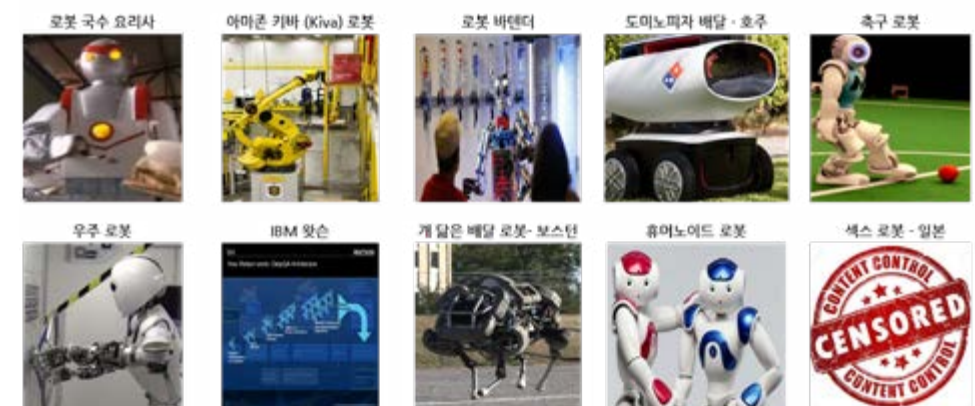 로봇 국수 요리사
아마존 키바 (Kiva) 로봇
로봇 바텐더
도미노피자 배달 - 호주
축구 로봇
우주 로봇
IBM 왓슨
개 닮은 배달 로봇- 보스턴
휴머노이드 로봇
섹스 로봇 - 일본
CONTENT CONTROL
CENSORED
CONTENT CONTROL